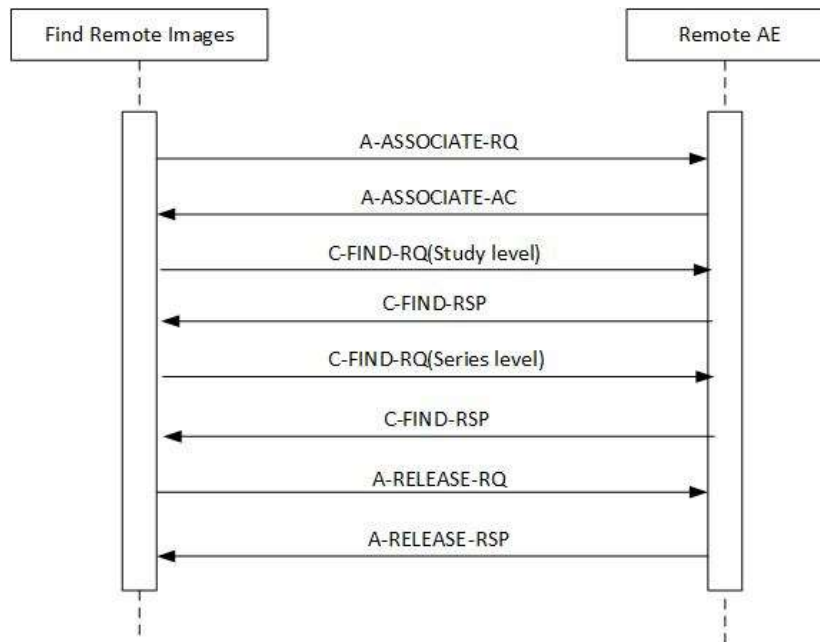 Find Remote Images
Remote AE
A-ASSOCIATE-RQ
A-ASSOCIATE-AC
C-FIND-RQ(Study level)
C-FIND-RSP
C-FIND-RQ(Series level)
C-FIND-RSP
A-RELEASE-RQ
A-RELEASE-RSP